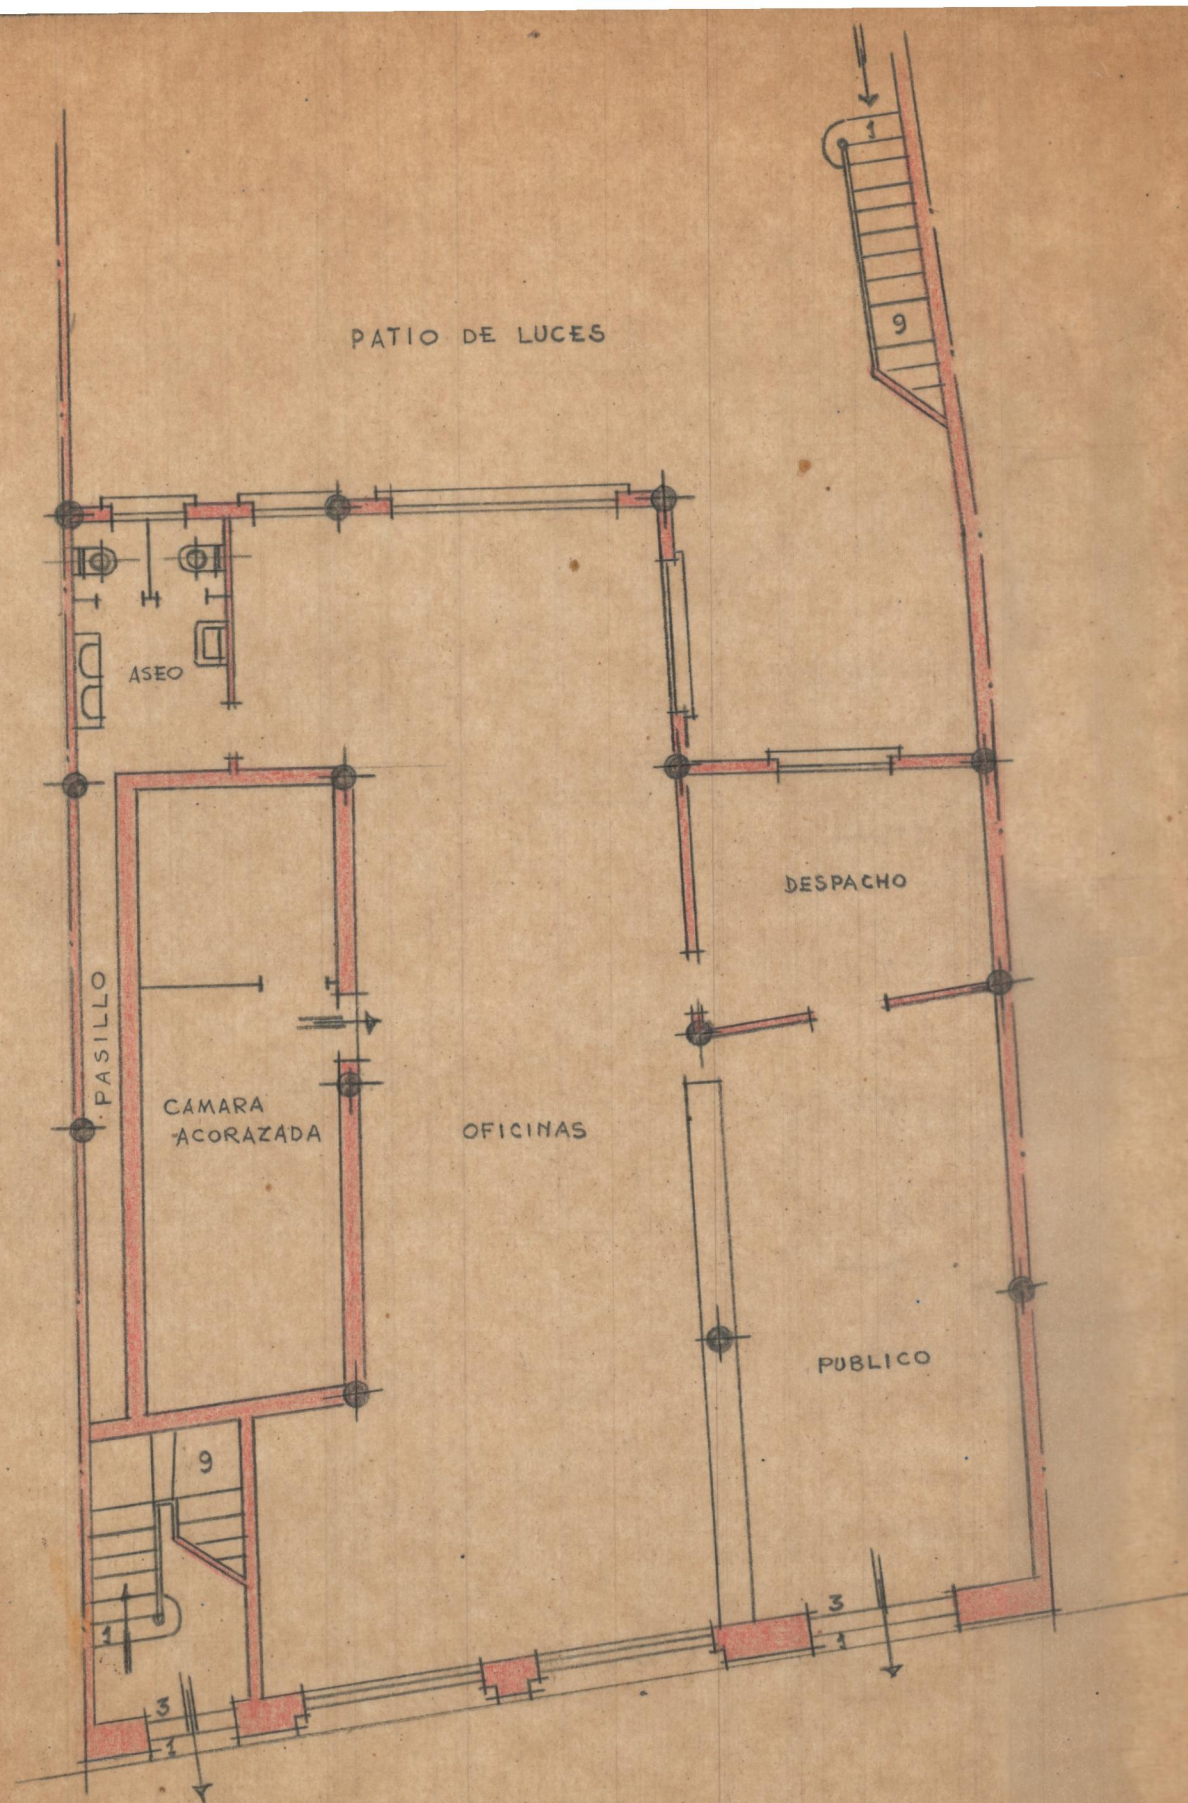 1
9
PATIO DE LUCES
ASEO
DESPACHO
PASILLO
CAMARA
ACORAZADA
OFICINAS
PUBLICO
9
1
3
1
3
1